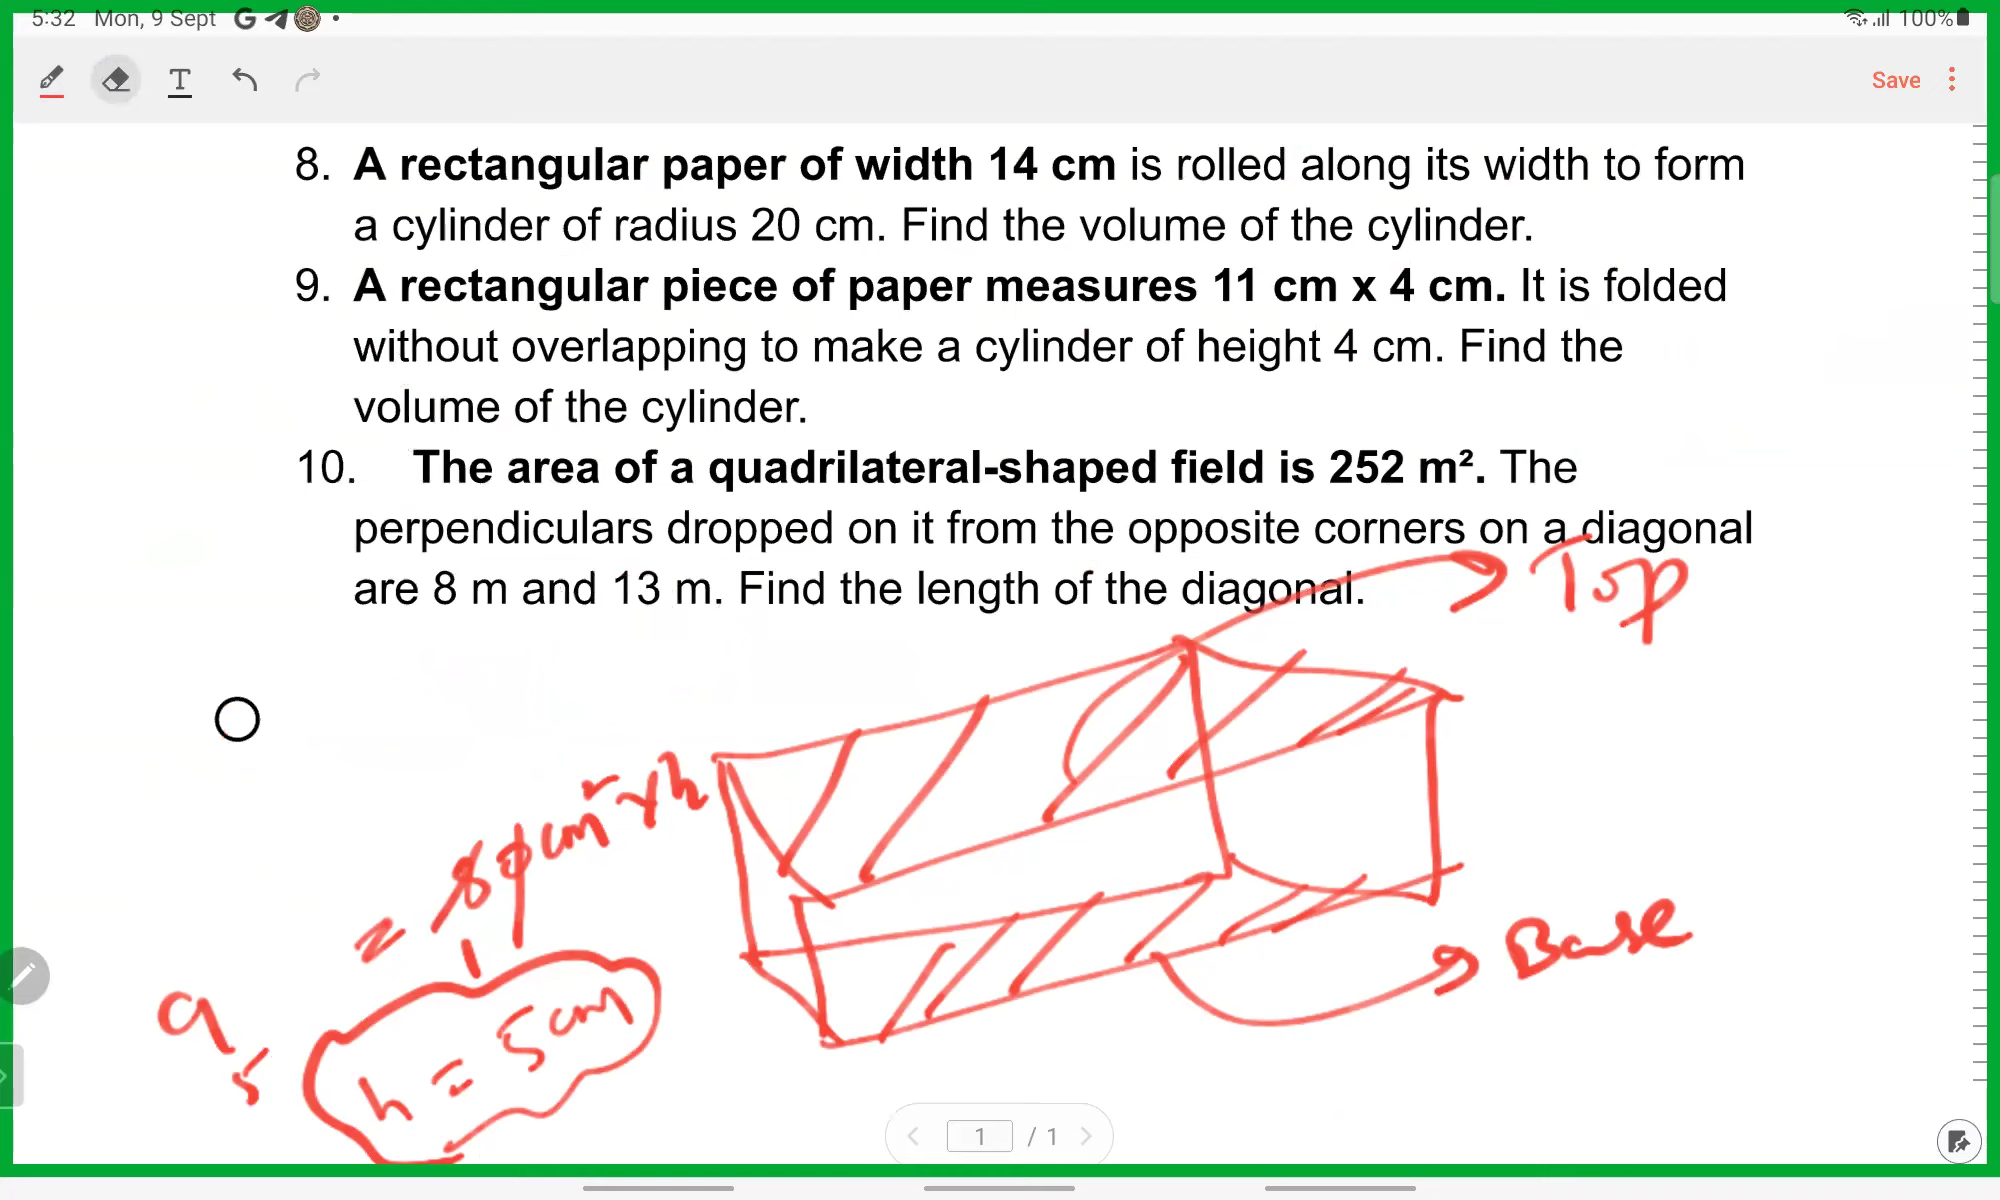 5:32 Mon, 9 Sept G
100%
T
Save
8. A rectangular paper of width 14 cm is rolled along its width to form
a cylinder of radius 20 cm. Find the volume of the cylinder.
9. A rectangular piece of paper measures 11 cm x 4 cm. It is folded
without overlapping to make a cylinder of height 4 cm. Find the
volume of the cylinder.
10. The area of a quadrilateral-shaped field is 252 m². The
perpendiculars dropped on it from the opposite corners on a diagonal
are 8 m and 13 m. Find the length of the diagonal.
Top
= 80 cm² × h
Base
h = 5 cm
5
1 / 1